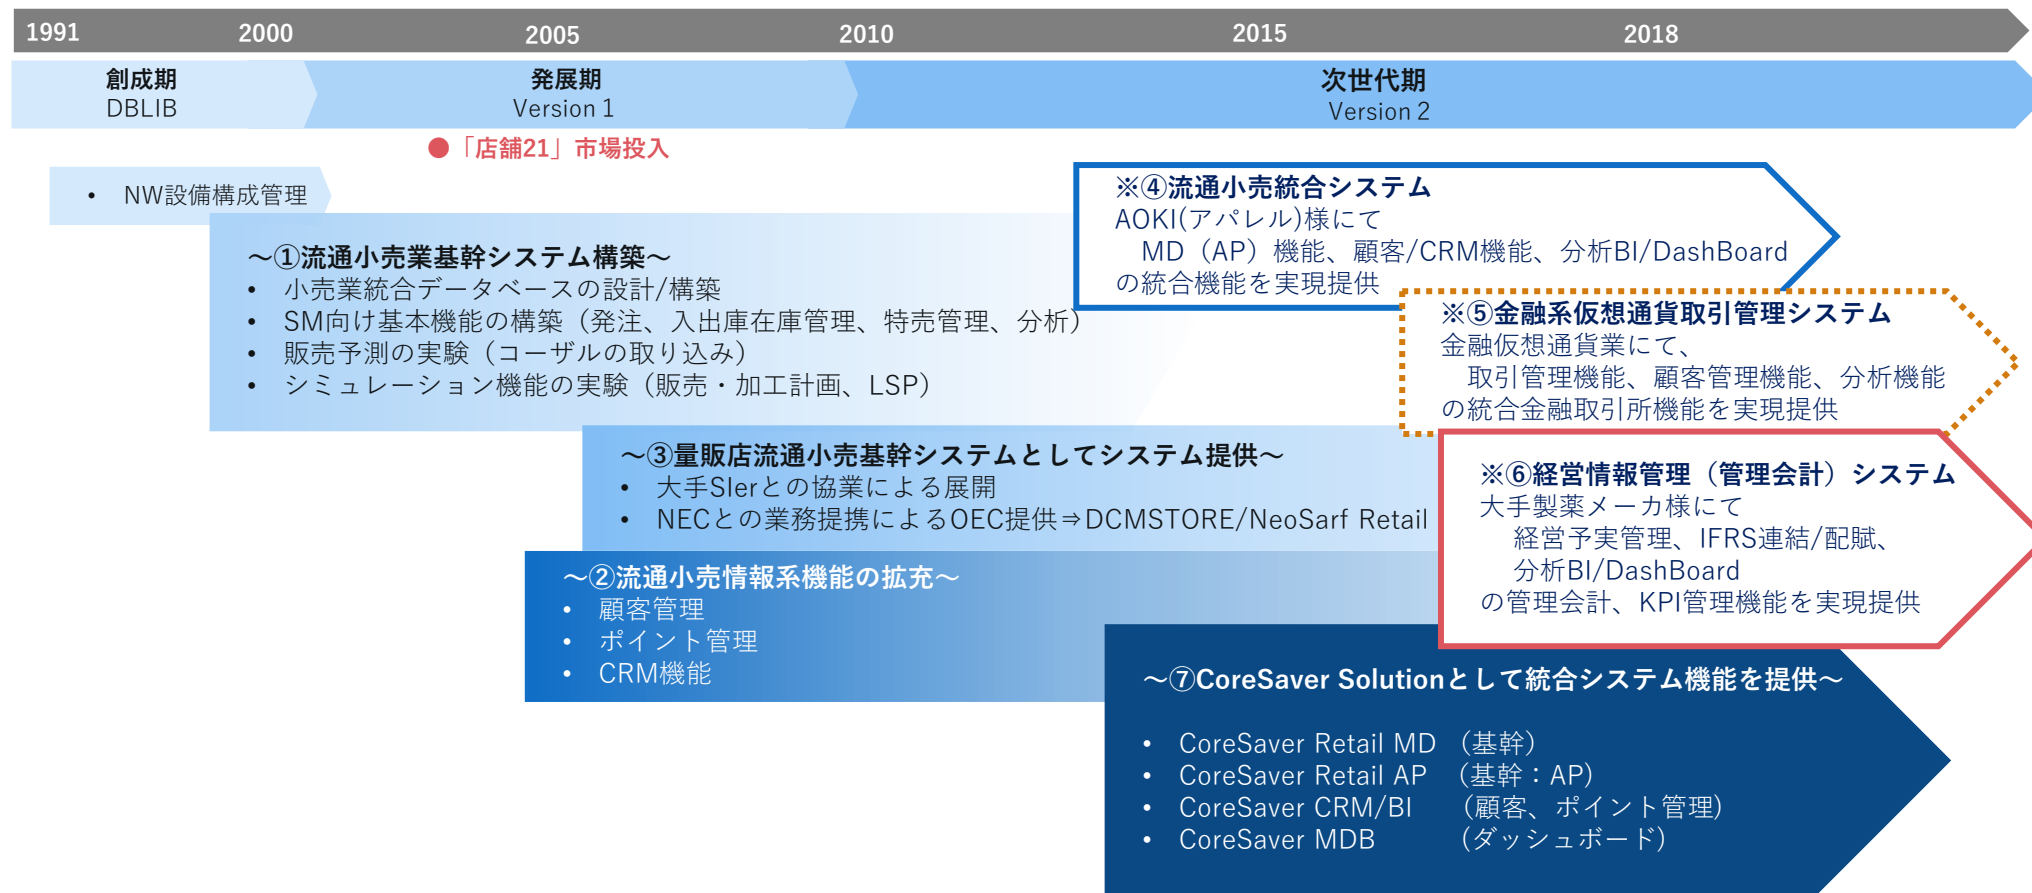 1991 2000 2005 2010 2015 2018
創成期
DBLIB
発展期
Version 1
次世代期
Version 2
●「店舗21」市場投入
• NW設備構成管理
～①流通小売業基幹システム構築～
• 小売業統合データベースの設計/構築
• SM向け基本機能の構築（発注、入出庫在庫管理、特売管理、分析）
• 販売予測の実験（コーザルの取り込み）
• シミュレーション機能の実験（販売・加工計画、LSP）
※④流通小売統合システム
AOKI(アパレル)様にて
MD（AP）機能、顧客/CRM機能、分析BI/DashBoard
の統合機能を実現提供
※⑤金融系仮想通貨取引管理システム
金融仮想通貨業にて、
取引管理機能、顧客管理機能、分析機能
の統合金融取引所機能を実現提供
～③量販店流通小売基幹システムとしてシステム提供～
• 大手SIerとの協業による展開
• NECとの業務提携によるOEC提供⇒DCMSTORE/NeoSarf Retail
※⑥経営情報管理（管理会計）システム
大手製薬メーカ様にて
経営予実管理、IFRS連結/配賦、
分析BI/DashBoard
の管理会計、KPI管理機能を実現提供
～②流通小売情報系機能の拡充～
• 顧客管理
• ポイント管理
• CRM機能
～⑦CoreSaver Solutionとして統合システム機能を提供～
• CoreSaver Retail MD （基幹）
• CoreSaver Retail AP （基幹：AP）
• CoreSaver CRM/BI （顧客、ポイント管理）
• CoreSaver MDB （ダッシュボード）